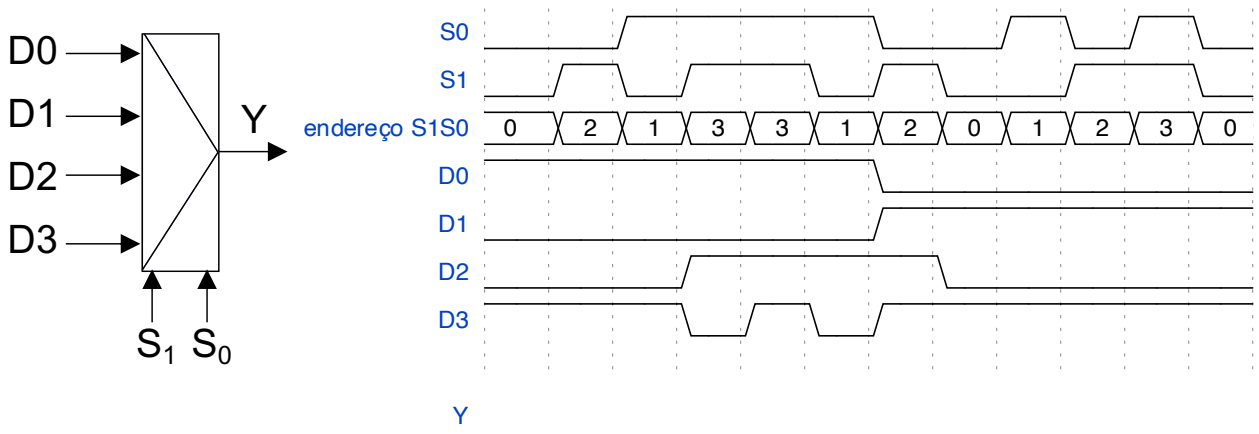 D0
D1
D2
D3
Y
S1 S0
S0
S1
endereço S1S0 0 2 1 3 3 1 2 0 1 2 3 0
D0
D1
D2
D3
Y